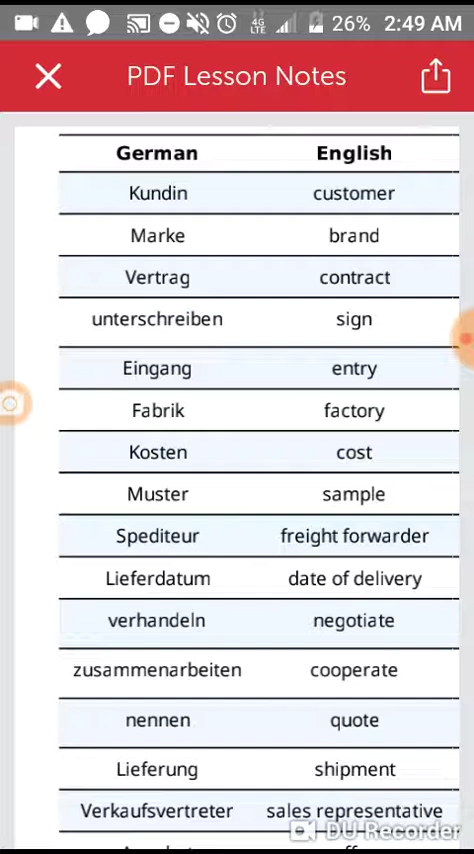 4G LTE 26% 2:49 AM
PDF Lesson Notes
German English
Kundin customer
Marke brand
Vertrag contract
unterschreiben sign
Eingang entry
Fabrik factory
Kosten cost
Muster sample
Spediteur freight forwarder
Lieferdatum date of delivery
verhandeln negotiate
zusammenarbeiten cooperate
nennen quote
Lieferung shipment
Verkaufsvertreter sales representative
DU Recorder